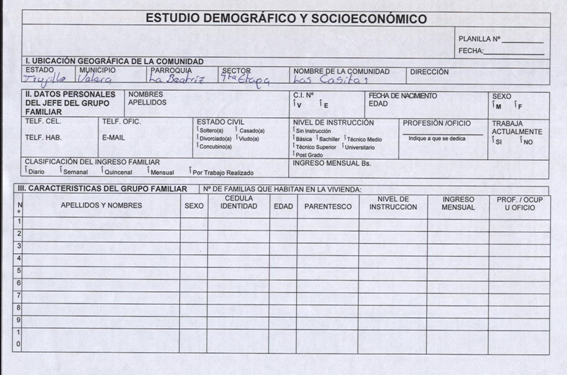 ESTUDIO DEMOGRÁFICO Y SOCIOECONÓMICO
PLANILLA Nº
FECHA:
I. UBICACIÓN GEOGRÁFICA DE LA COMUNIDAD
ESTADO MUNICIPIO PARROQUIA SECTOR NOMBRE DE LA COMUNIDAD DIRECCIÓN
Trujillo Valera La Beatriz 7ma Etapa Las Casitas
II. DATOS PERSONALES DEL JEFE DEL GRUPO FAMILIAR
NOMBRES
APELLIDOS
C.I. Nº
V E
FECHA DE NACIMIENTO
EDAD
SEXO
M F
TELF. CEL.
TELF. HAB.
TELF. OFIC.
E-MAIL
ESTADO CIVIL
Soltero(a) Casado(a)
Divorciado(a) Viudo(a)
Concubino(a)
NIVEL DE INSTRUCCIÓN
Sin Instrucción
Básica Bachiller Técnico Medio
Técnico Superior Universitario
Post Grado
PROFESIÓN /OFICIO
Indique a que se dedica
TRABAJA ACTUALMENTE
SI NO
CLASIFICACIÓN DEL INGRESO FAMILIAR
Diario Semanal Quincenal Mensual Por Trabajo Realizado
INGRESO MENSUAL Bs.
III. CARACTERISTICAS DEL GRUPO FAMILIAR Nº DE FAMILIAS QUE HABITAN EN LA VIVIENDA:
Nº APELLIDOS Y NOMBRES SEXO CEDULA IDENTIDAD EDAD PARENTESCO NIVEL DE INSTRUCCION INGRESO MENSUAL PROF. / OCUP U OFICIO
1
2
3
4
5
6
7
8
9
10